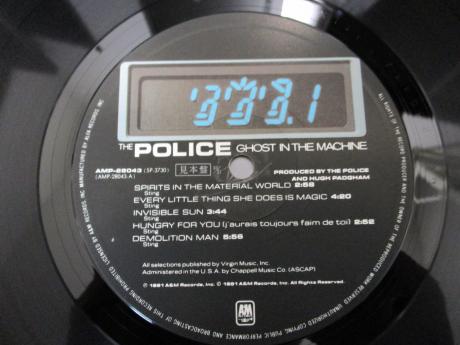 THE POLICE GHOST IN THE MACHINE
AMP-28043 (SP-3730) 見本盤
(AMP-28043 A)
PRODUCED BY THE POLICE
AND HUGH PADGHAM
SPIRITS IN THE MATERIAL WORLD 2:58
Sting
EVERY LITTLE THING SHE DOES IS MAGIC 4:20
Sting
INVISIBLE SUN 3:44
Sting
HUNGRY FOR YOU (j'aurais toujours faim de toi) 2:52
Sting
DEMOLITION MAN 5:56
Sting
All selections published by Virgin Music, Inc.
Administered in the U.S.A. by Chappell Music Co. (ASCAP)
℗ 1981 A&M Records, Inc. © 1981 A&M Records, Inc. All Rights Reserved.
A&M
RECORDS